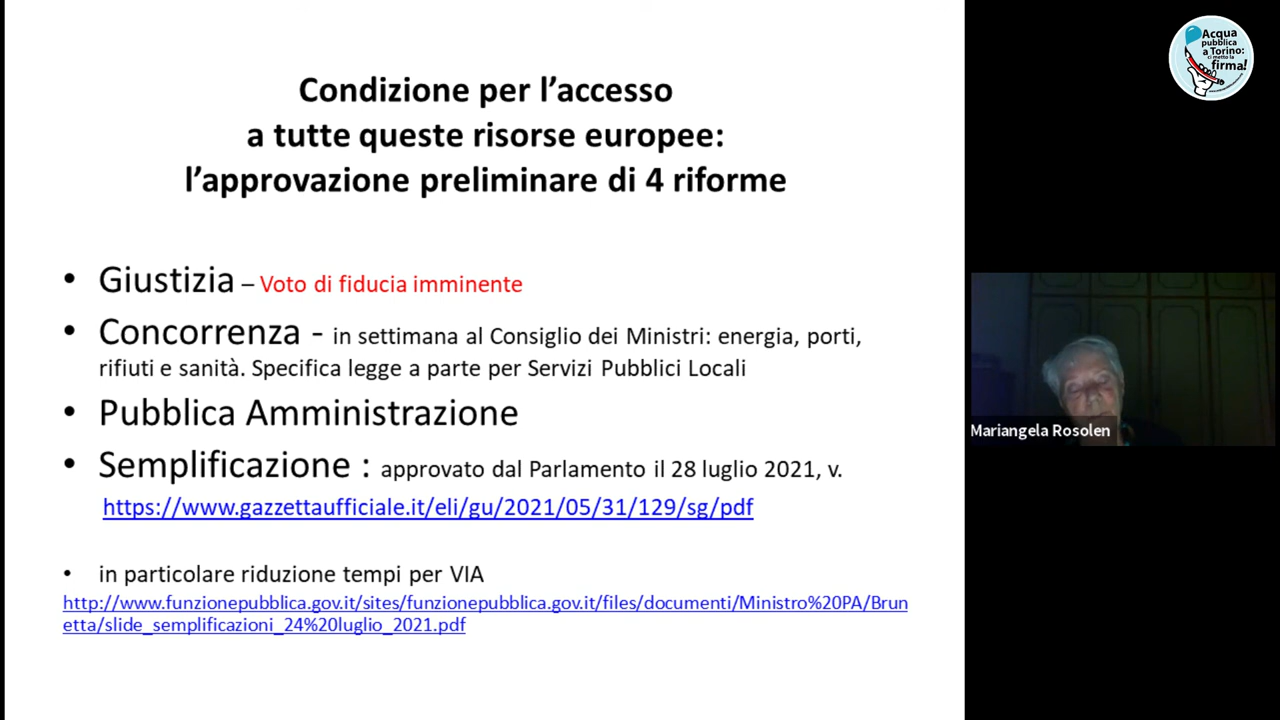 Condizione per l'accesso
a tutte queste risorse europee:
l'approvazione preliminare di 4 riforme
• Giustizia – Voto di fiducia imminente
• Concorrenza - in settimana al Consiglio dei Ministri: energia, porti,
rifiuti e sanità. Specifica legge a parte per Servizi Pubblici Locali
• Pubblica Amministrazione
• Semplificazione : approvato dal Parlamento il 28 luglio 2021, v.
https://www.gazzettaufficiale.it/eli/gu/2021/05/31/129/sg/pdf
• in particolare riduzione tempi per VIA
http://www.funzionepubblica.gov.it/sites/funzionepubblica.gov.it/files/documenti/Ministro%20PA/Brun
etta/slide_semplificazioni_24%20luglio_2021.pdf
Acqua
pubblica
a Torino:
ci metto la
firma!
Mariangela Rosolen